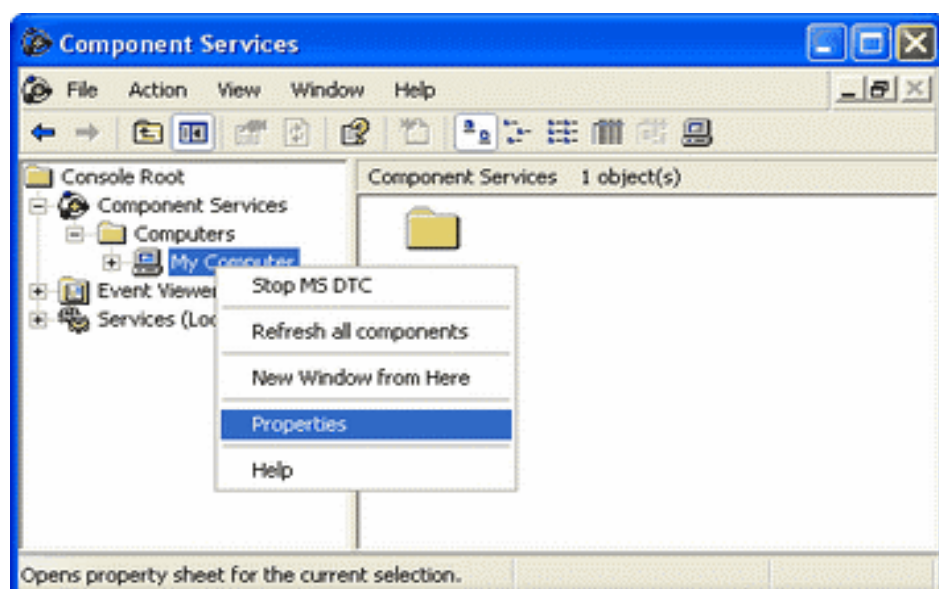 Component Services
File Action View Window Help
Console Root
Component Services 1 object(s)
Component Services
Computers
My Computer
Event Viewer
Services (Loc
Stop MS DTC
Refresh all components
New Window from Here
Properties
Help
Opens property sheet for the current selection.